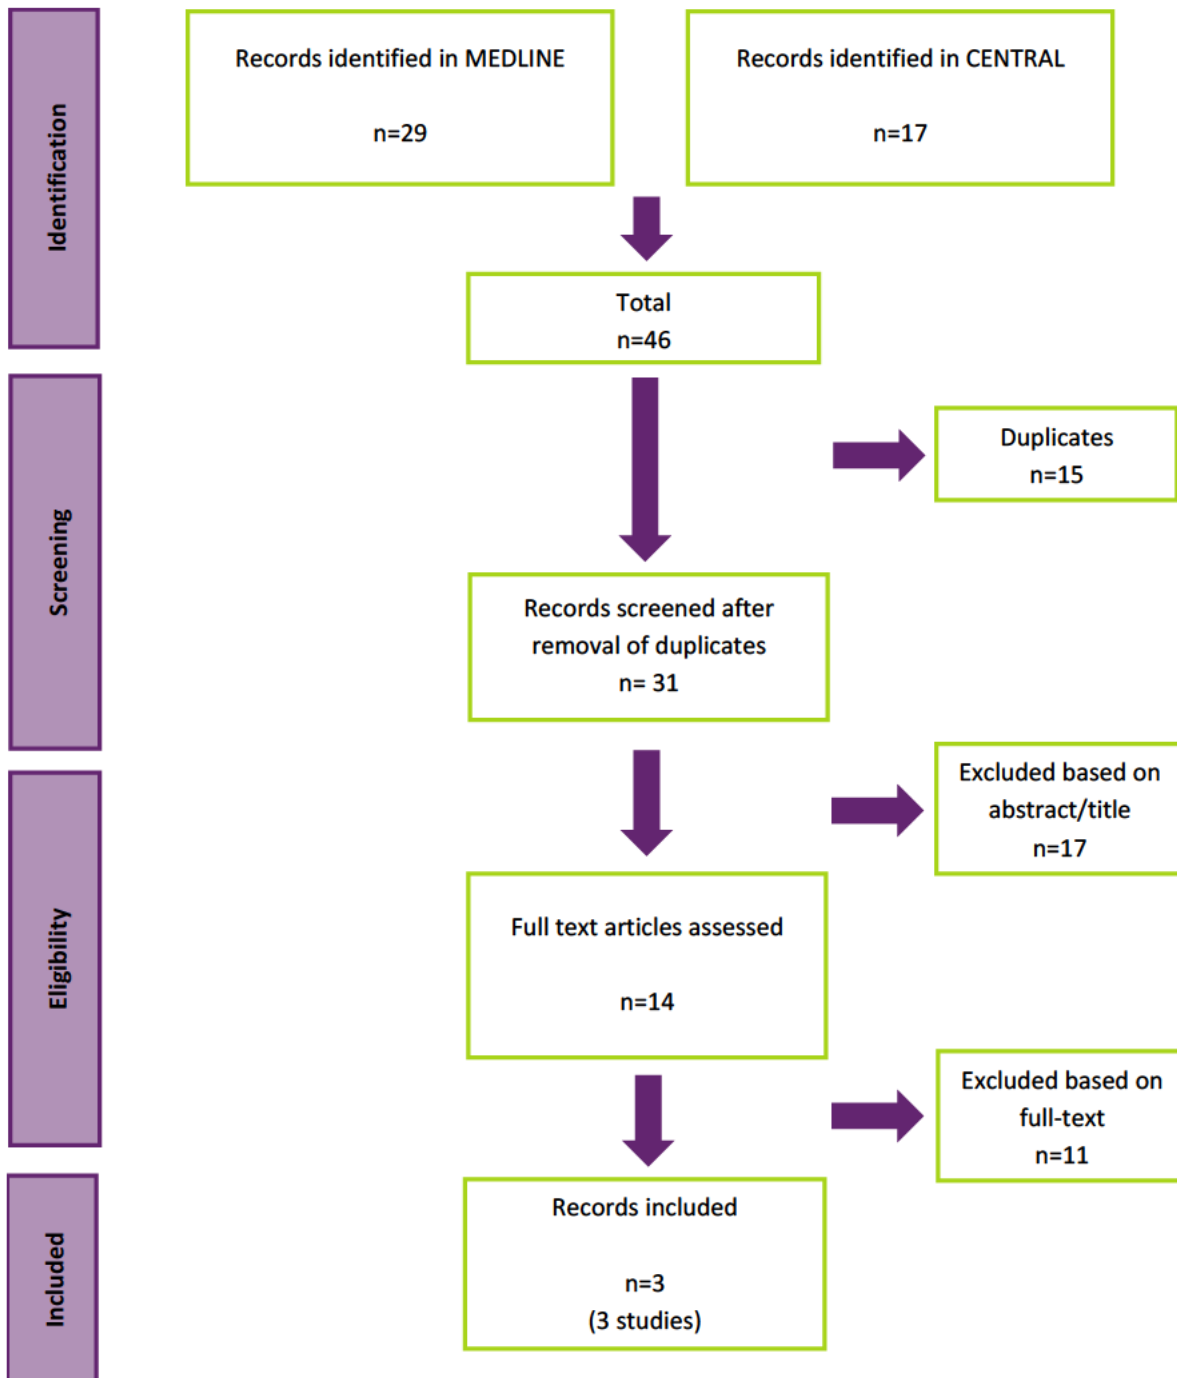 Identification
Records identified in MEDLINE
n=29
Records identified in CENTRAL
n=17
Total
n=46
Screening
Duplicates
n=15
Records screened after
removal of duplicates
n= 31
Eligibility
Excluded based on
abstract/title
n=17
Full text articles assessed
n=14
Excluded based on
full-text
n=11
Included
Records included
n=3
(3 studies)